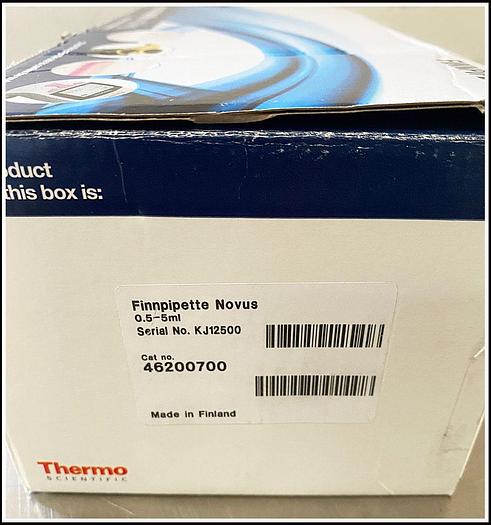 oduct
this box is:
Finnpipette Novus
0.5-5ml
Serial No. KJ12500
Cat no.
46200700
Made in Finland
Thermo
SCIENTIFIC